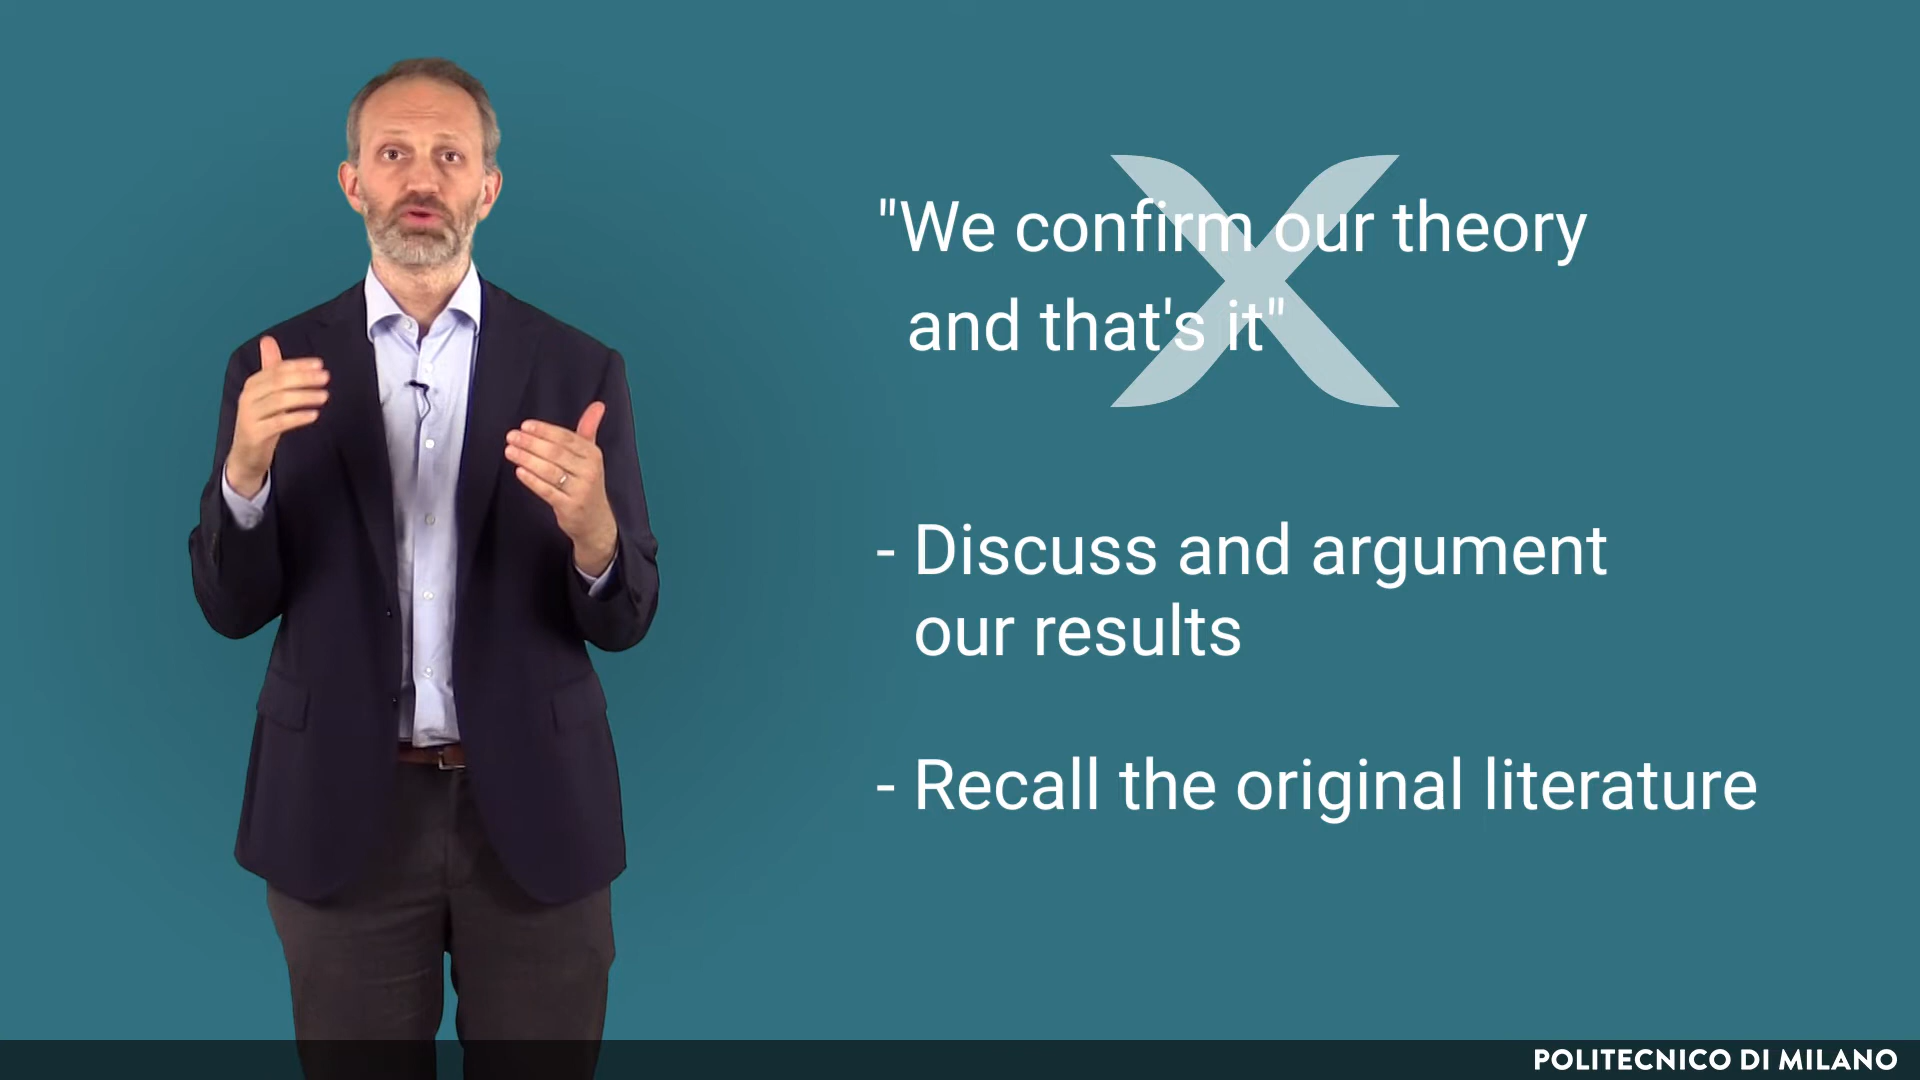 "We confirm our theory
and that's it"
- Discuss and argument
our results
- Recall the original literature
POLITECNICO DI MILANO